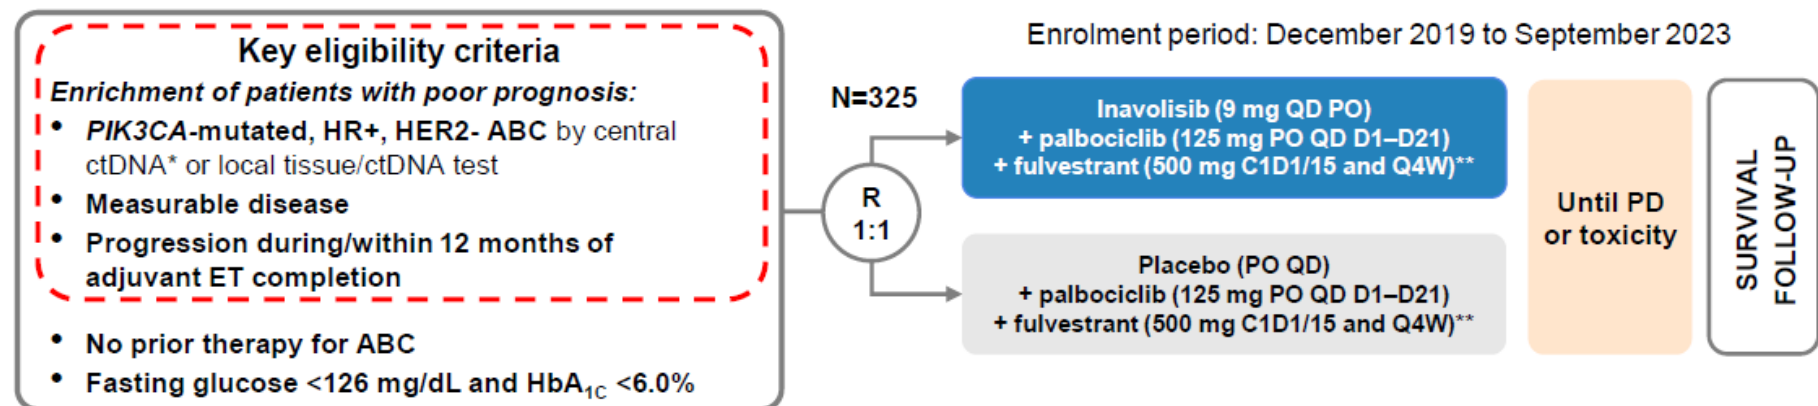 Key eligibility criteria
Enrichment of patients with poor prognosis:
• PIK3CA-mutated, HR+, HER2- ABC by central
ctDNA* or local tissue/ctDNA test
• Measurable disease
• Progression during/within 12 months of
adjuvant ET completion
• No prior therapy for ABC
• Fasting glucose <126 mg/dL and HbA1C <6.0%
N=325
R
1:1
Enrolment period: December 2019 to September 2023
Inavolisib (9 mg QD PO)
+ palbociclib (125 mg PO QD D1–D21)
+ fulvestrant (500 mg C1D1/15 and Q4W)**
Placebo (PO QD)
+ palbociclib (125 mg PO QD D1–D21)
+ fulvestrant (500 mg C1D1/15 and Q4W)**
Until PD
or toxicity
SURVIVAL
FOLLOW-UP